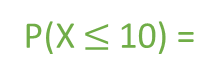 P(X ≤ 10) =